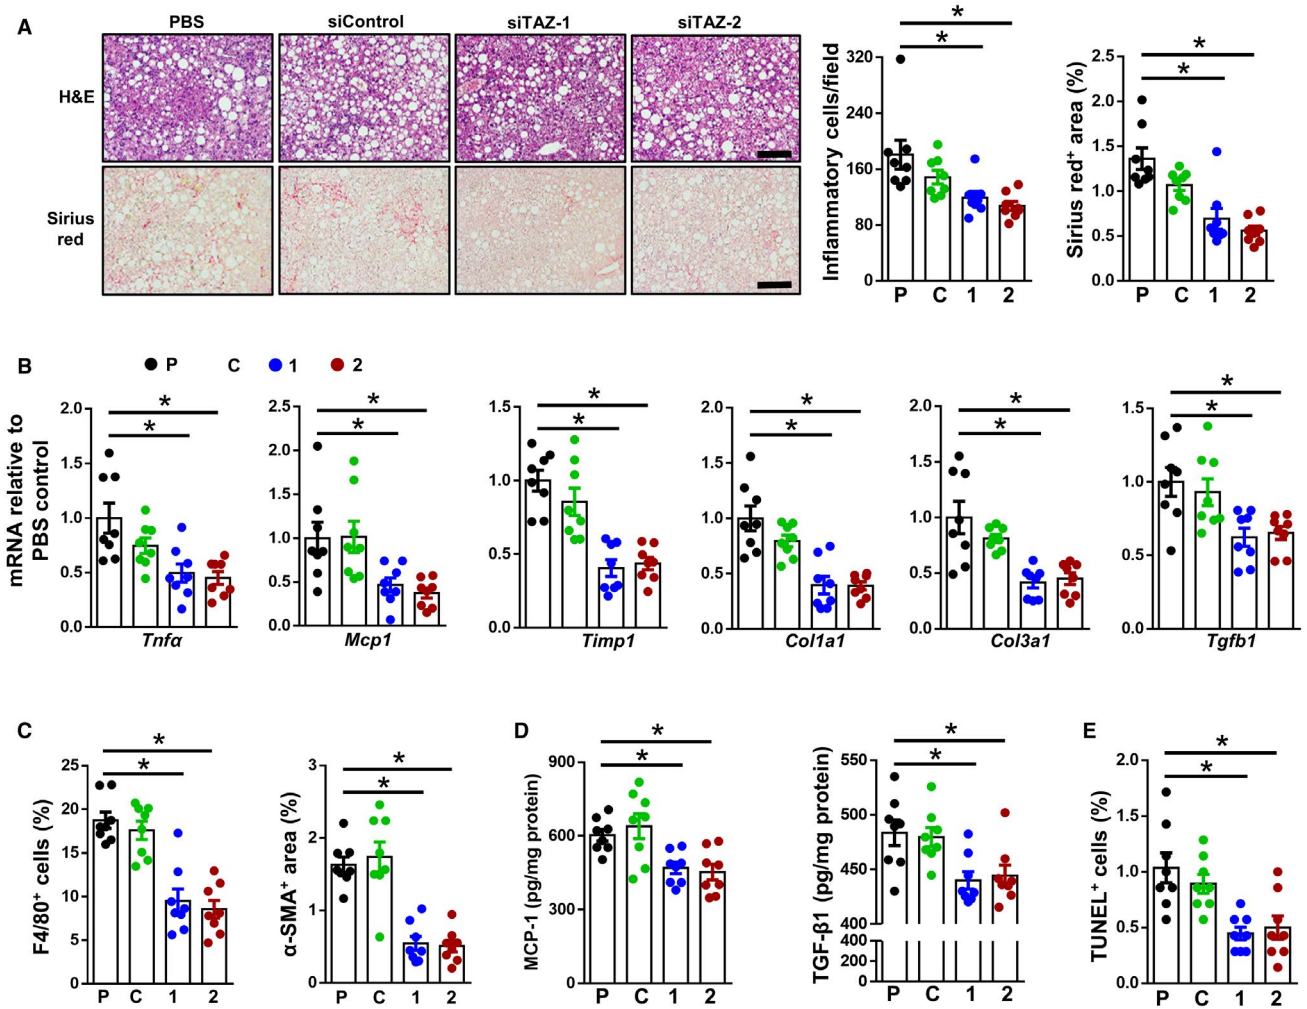 A
PBS siControl siTAZ-1 siTAZ-2
H&E
Sirius
red
Inflammatory cells/field
320
240
160
80
0
P C 1 2
* *
Sirius red⁺ area (%)
2.5
2.0
1.5
1.0
0.5
0.0
P C 1 2
* *
B
P C 1 2
mRNA relative to
PBS control
2.0
1.5
1.0
0.5
0.0
* *
Tnfα
2.5
2.0
1.5
1.0
0.5
0.0
* *
Mcp1
1.5
1.0
0.5
0.0
* *
Timp1
2.0
1.5
1.0
0.5
0.0
* *
Col1a1
2.0
1.5
1.0
0.5
0.0
* *
Col3a1
1.5
1.0
0.5
0.0
* *
Tgfb1
C
F4/80⁺ cells (%)
25
20
15
10
5
0
* *
P C 1 2
α-SMA⁺ area (%)
3
2
1
0
* *
P C 1 2
D
MCP-1 (pg/mg protein)
900
600
300
0
* *
P C 1 2
TGF-β1 (pg/mg protein)
550
500
450
400
400
200
0
* *
P C 1 2
E
TUNEL⁺ cells (%)
2.0
1.5
1.0
0.5
0.0
* *
P C 1 2